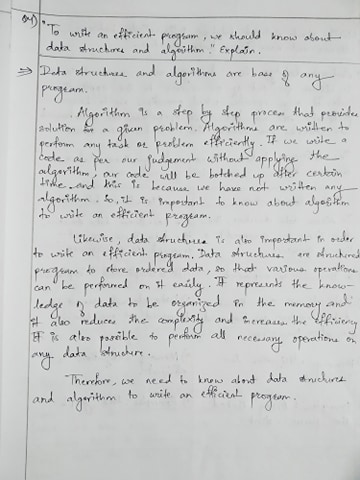 Q4) "To write an efficient program, we should know about
data structures and algorithm." Explain.
⇒ Data structures and algorithms are base of any
program.
Algorithm is a step by step process that provides
solution for a given problem. Algorithms are written to
perform any task or problem efficiently. If we write a
code as per our judgement without applying the
algorithm, our code will be botched up after certain
time and this is because we have not written any
algorithm. So, it is important to know about algorithm
to write an efficient program.
Likewise, data structures is also important in order
to write an efficient program. Data structures are structured
program to store ordered data, so that various operations
can be performed on it easily. It represents the know-
ledge of data to be organized in the memory and
it also reduces the complexity and increases the efficiency.
It is also possible to perform all necessary operations on
any data structure.
Therefore, we need to know about data structures
and algorithm to write an efficient program.